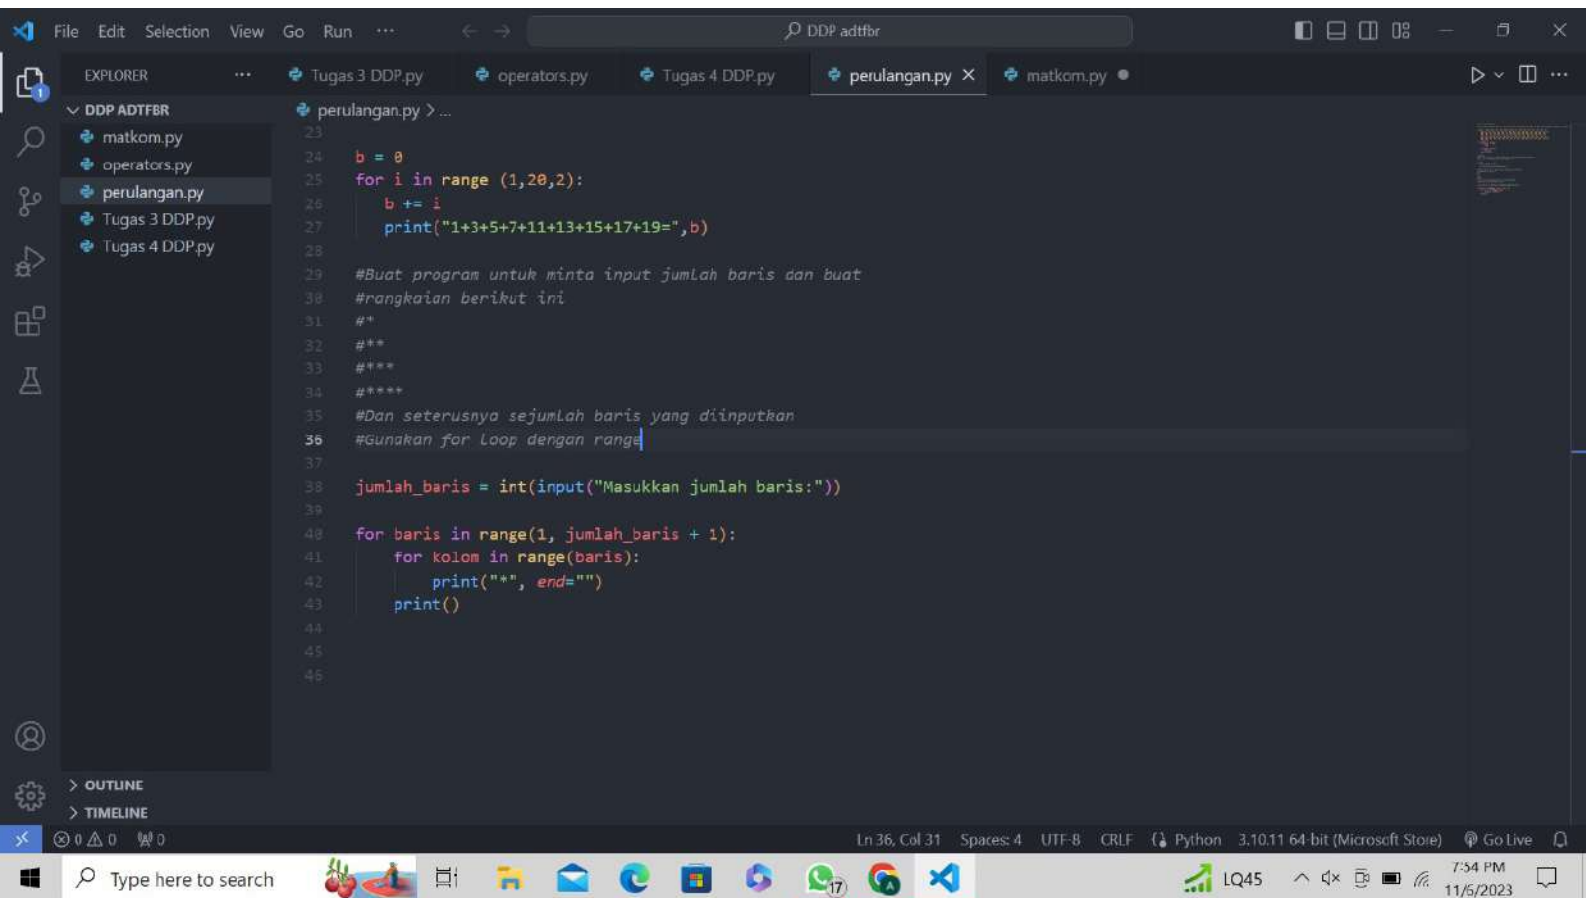 File Edit Selection View Go Run ··· DDP adtfbr
EXPLORER ···
Tugas 3 DDP.py operators.py Tugas 4 DDP.py perulangan.py matkom.py
DDP ADTFBR
matkom.py
operators.py
perulangan.py
Tugas 3 DDP.py
Tugas 4 DDP.py
OUTLINE
TIMELINE
perulangan.py > ...
23
24 b = 0
25 for i in range (1,20,2):
26 b += i
27 print("1+3+5+7+11+13+15+17+19=",b)
28
29 #Buat program untuk minta input jumlah baris dan buat
30 #rangkaian berikut ini
31 #*
32 #**
33 #***
34 #****
35 #Dan seterusnya sejumlah baris yang diinputkan
36 #Gunakan for loop dengan range
37
38 jumlah_baris = int(input("Masukkan jumlah baris:"))
39
40 for baris in range(1, jumlah_baris + 1):
41 for kolom in range(baris):
42 print("*", end="")
43 print()
44
45
46
0 0 0 Ln 36, Col 31 Spaces: 4 UTF-8 CRLF Python 3.10.11 64-bit (Microsoft Store) Go Live
Type here to search 17 LQ45 7:54 PM
11/6/2023